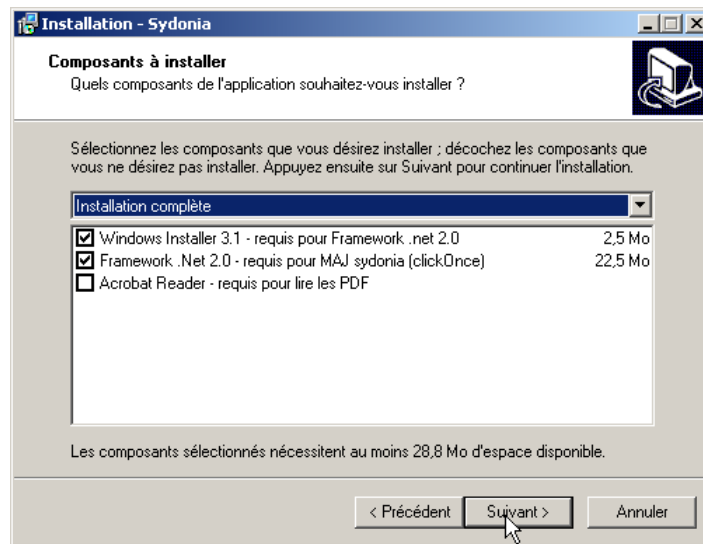 Installation - Sydonia
Composants à installer
Quels composants de l'application souhaitez-vous installer ?
Sélectionnez les composants que vous désirez installer ; décochez les composants que
vous ne désirez pas installer. Appuyez ensuite sur Suivant pour continuer l'installation.
Installation complète
Windows Installer 3.1 - requis pour Framework .net 2.0 2,5 Mo
Framework .Net 2.0 - requis pour MAJ sydonia (clickOnce) 22,5 Mo
Acrobat Reader - requis pour lire les PDF
Les composants sélectionnés nécessitent au moins 28,8 Mo d'espace disponible.
< Précédent Suivant > Annuler